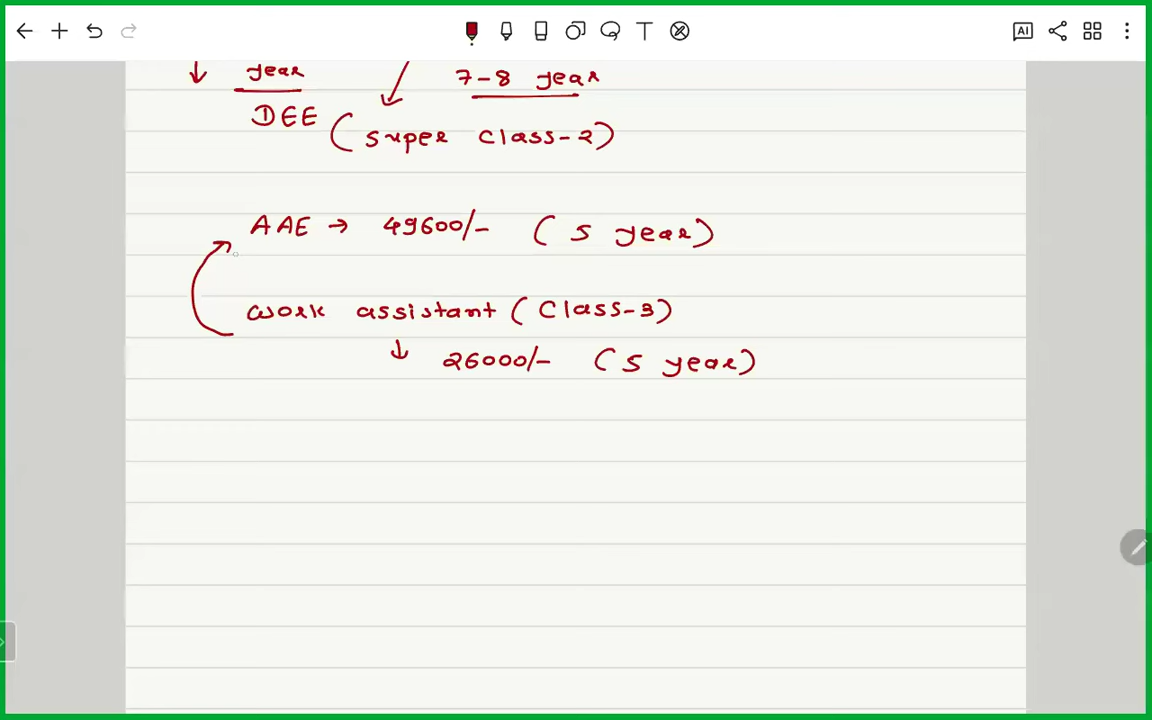 AI
year
7-8 year
DEE (super class-2)
AAE → 49600/- (5 year)
work assistant (Class-3)
↓ 26000/- (5 year)